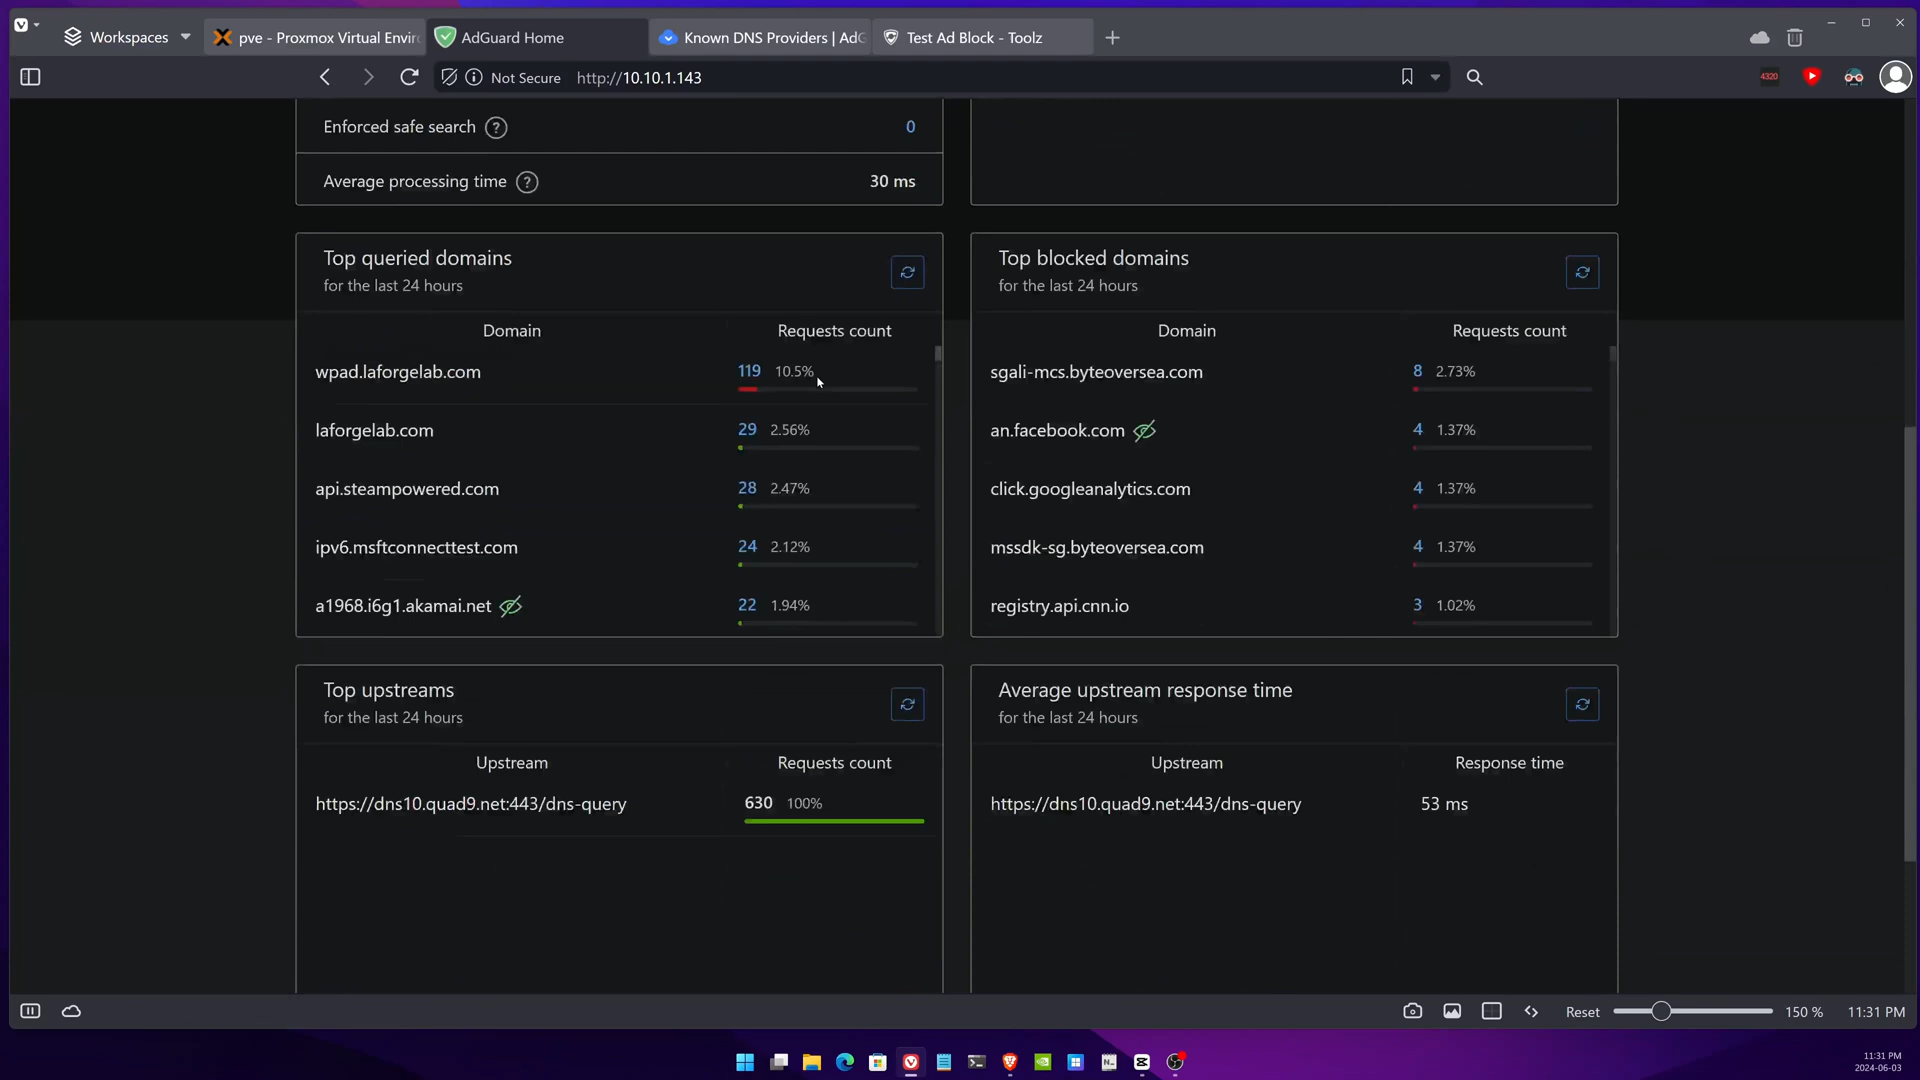 Workspaces
pve - Proxmox Virtual Envir
AdGuard Home
Known DNS Providers | AdG
Test Ad Block - Toolz
Not Secure
http://10.10.1.143
4320
Enforced safe search ?
0
Average processing time ?
30 ms
Top queried domains
for the last 24 hours
Domain
Requests count
wpad.laforgelab.com
119 10.5%
laforgelab.com
29 2.56%
api.steampowered.com
28 2.47%
ipv6.msftconnecttest.com
24 2.12%
a1968.i6g1.akamai.net
22 1.94%
Top blocked domains
for the last 24 hours
Domain
Requests count
sgali-mcs.byteoversea.com
8 2.73%
an.facebook.com
4 1.37%
click.googleanalytics.com
4 1.37%
mssdk-sg.byteoversea.com
4 1.37%
registry.api.cnn.io
3 1.02%
Top upstreams
for the last 24 hours
Upstream
Requests count
https://dns10.quad9.net:443/dns-query
630 100%
Average upstream response time
for the last 24 hours
Upstream
Response time
https://dns10.quad9.net:443/dns-query
53 ms
Reset
150 %
11:31 PM
11:31 PM
2024-06-03